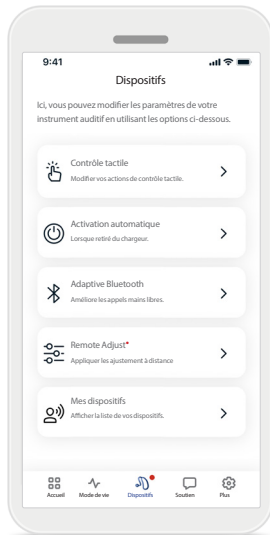 9:41
Dispositifs
Ici, vous pouvez modifier les paramètres de votre
instrument auditif en utilisant les options ci-dessous.
Contrôle tactile
Modifier vos actions de contrôle tactile.
Activation automatique
Lorsque retiré du chargeur.
Adaptive Bluetooth
Améliore les appels mains libres.
Remote Adjust
Appliquer les ajustement à distance
Mes dispositifs
Afficher la liste de vos dispositifs.
Accueil Mode de vie Dispositifs Soutien Plus